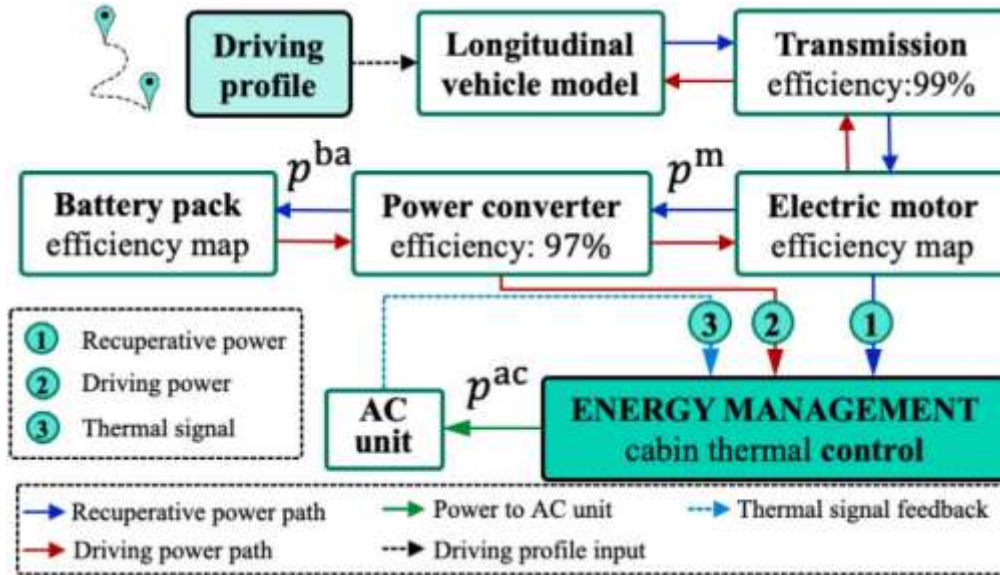 Driving
profile
Longitudinal
vehicle model
Transmission
efficiency:99%
p^ba
p^m
Battery pack
efficiency map
Power converter
efficiency: 97%
Electric motor
efficiency map
1 Recuperative power
2 Driving power
3 Thermal signal
3
2
1
AC
unit
p^ac
ENERGY MANAGEMENT
cabin thermal control
Recuperative power path
Power to AC unit
Thermal signal feedback
Driving power path
Driving profile input